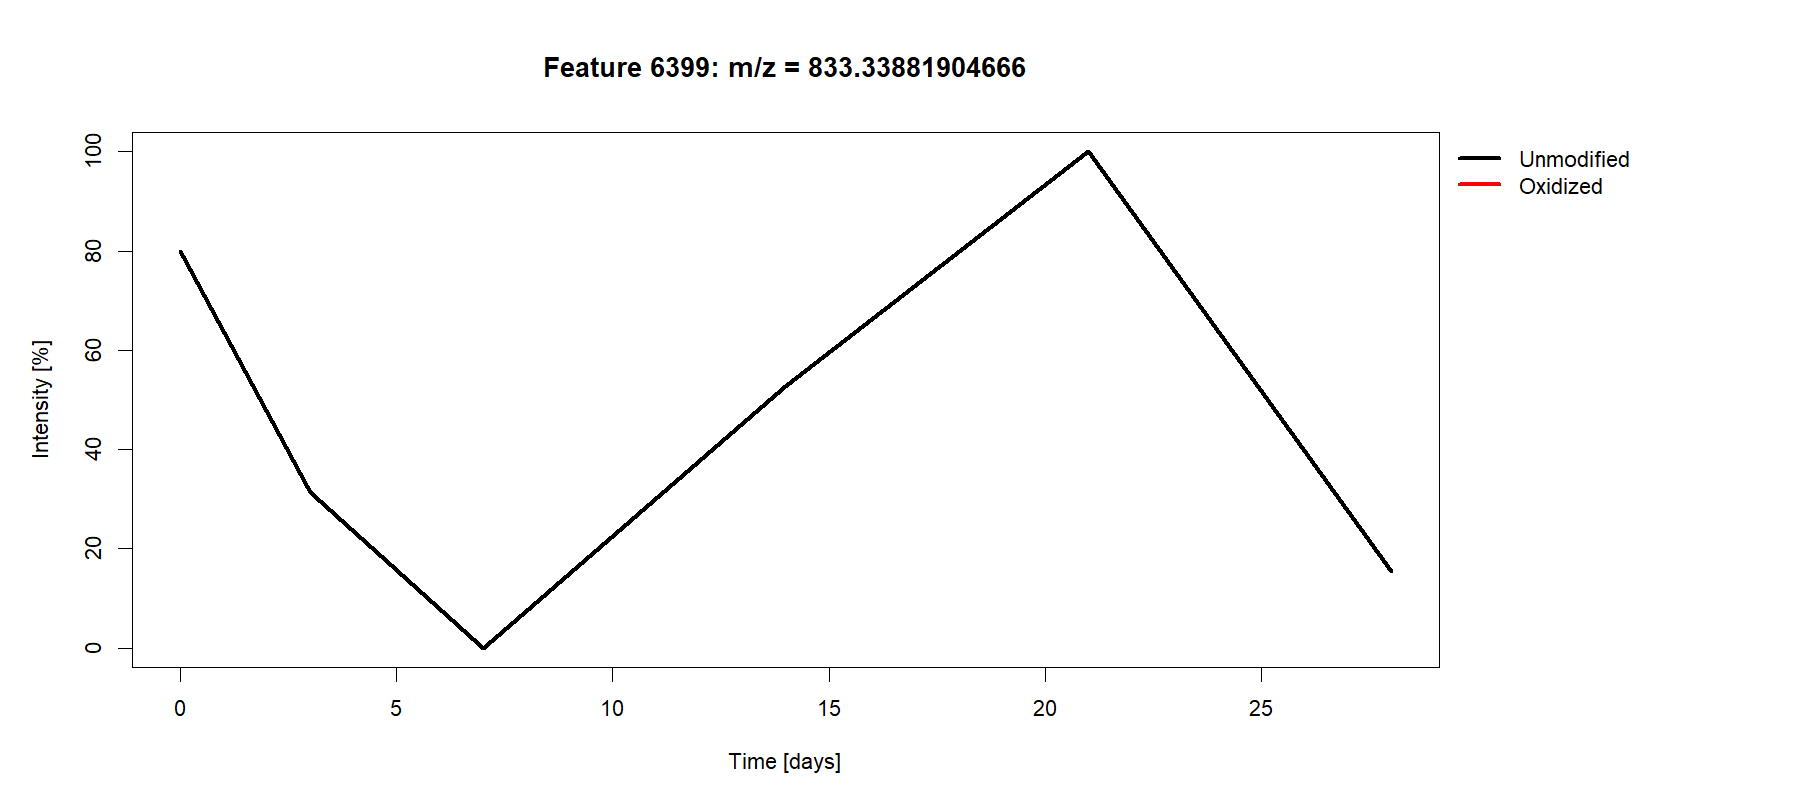 Feature 6399: m/z = 833.33881904666
Unmodified
Oxidized
Intensity [%]
100
80
60
40
20
0
0 5 10 15 20 25
Time [days]